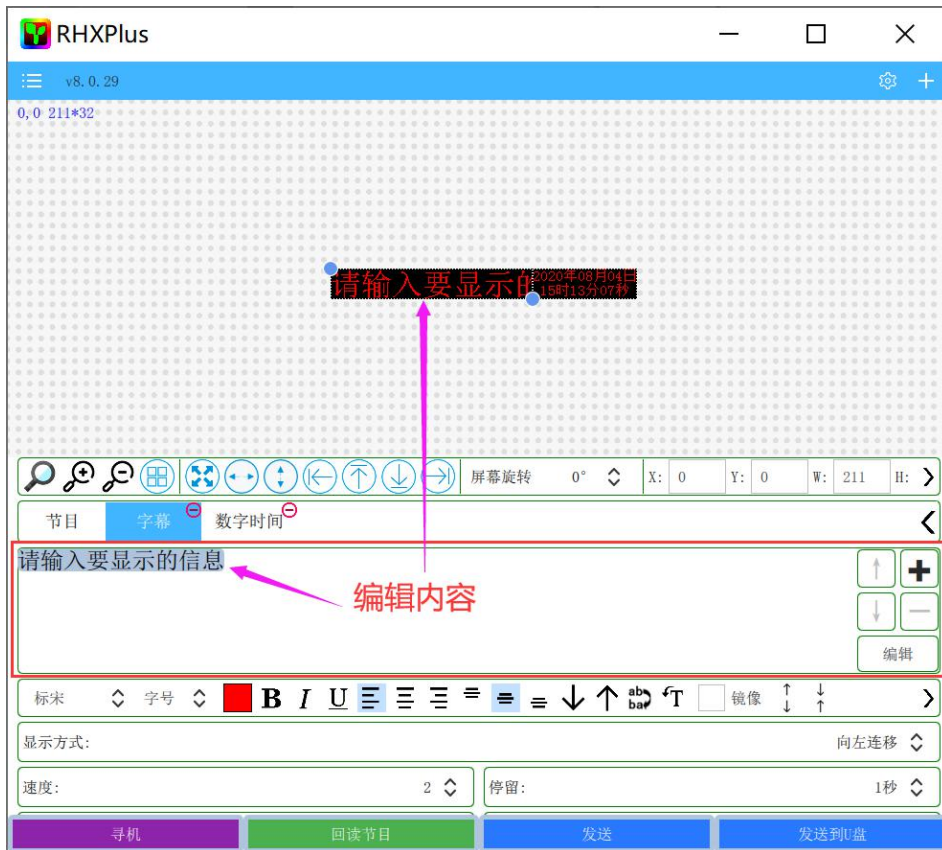 RHXPlus
v8.0.29
0,0 211*32
请输入要显示的
2020年08月04日
15时13分07秒
屏幕旋转 0° X: 0 Y: 0 W: 211 H:
节目 字幕 数字时间
请输入要显示的信息
编辑内容
编辑
标宋 字号 B I U ab ba T 镜像
显示方式: 向左连移
速度: 2 停留: 1秒
寻机 回读节目 发送 发送到U盘